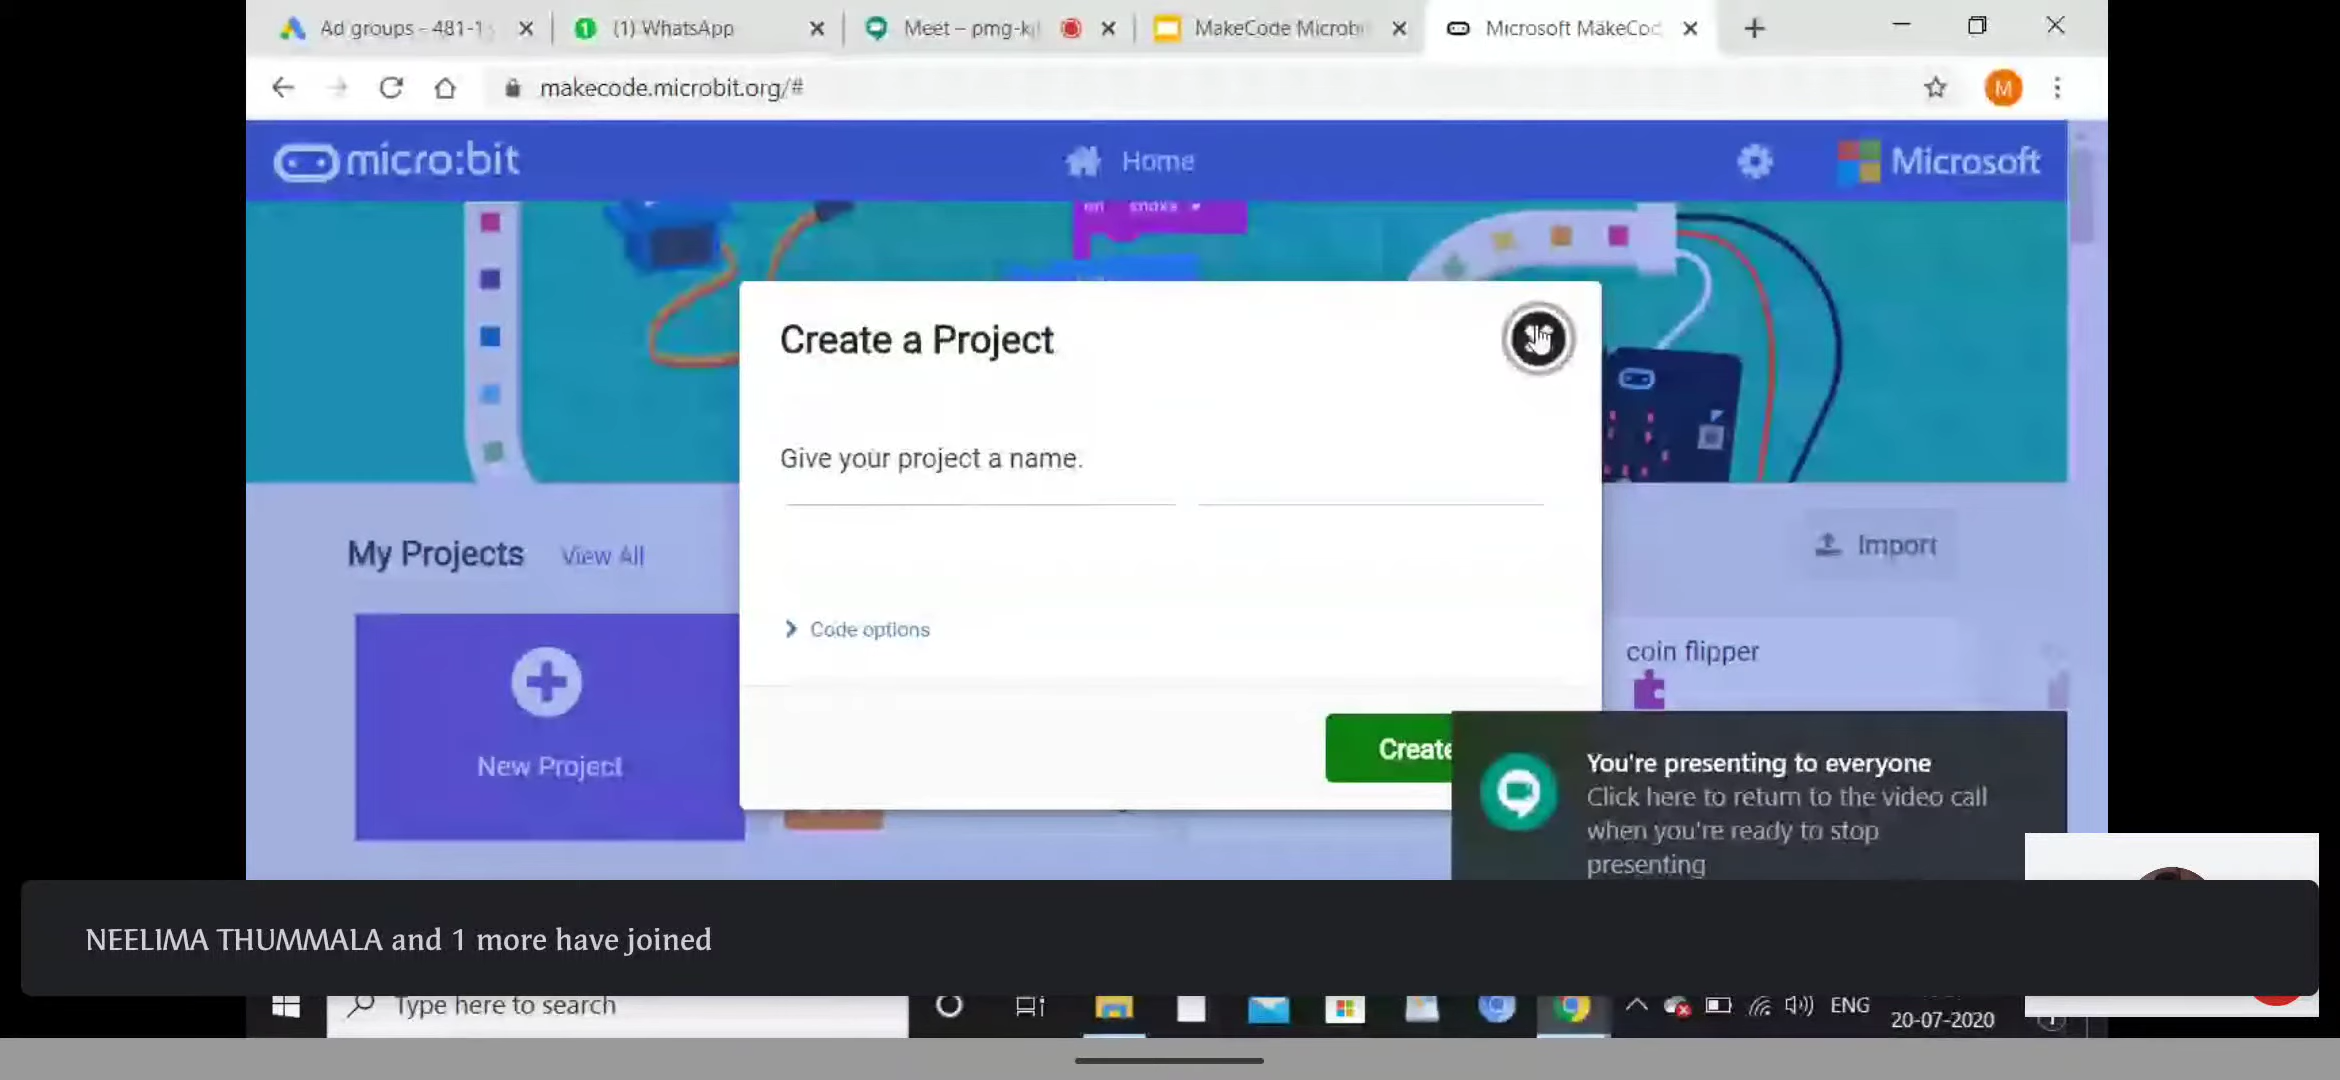 Ad groups - 481-1
(1) WhatsApp
Meet – pmg-k
MakeCode Microbi
Microsoft MakeCod
makecode.microbit.org/#
M
micro:bit
Home
Microsoft
on shake
Create a Project
Give your project a name.
My Projects
View All
Import
Code options
coin flipper
New Project
Create
You're presenting to everyone
Click here to return to the video call
when you're ready to stop
presenting
NEELIMA THUMMALA and 1 more have joined
Type here to search
ENG
20-07-2020